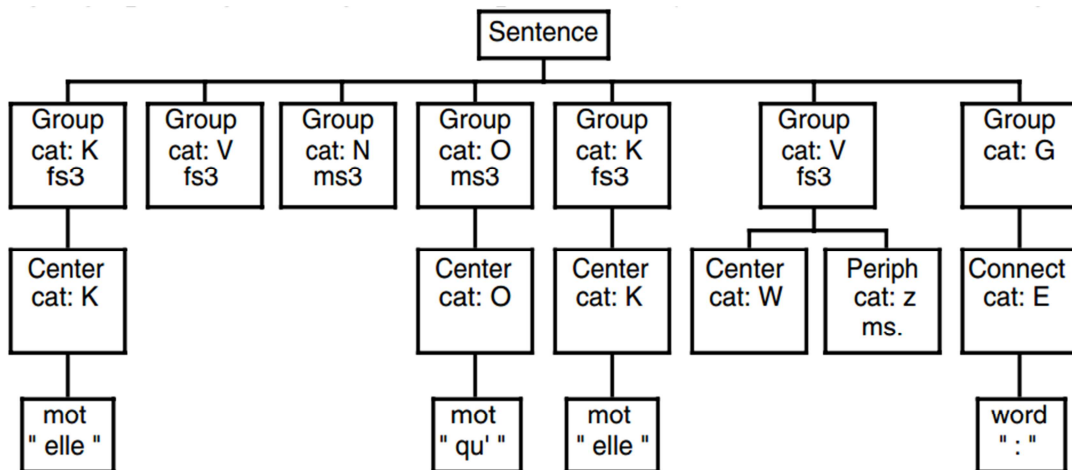 Sentence
Group Group Group Group Group Group Group
cat: K cat: V cat: N cat: O cat: K cat: V cat: G
fs3 fs3 ms3 ms3 fs3 fs3
Center Center Center Center Periph Connect
cat: K cat: O cat: K cat: W cat: z cat: E
ms.
mot mot mot word
" elle " " qu' " " elle " " : "